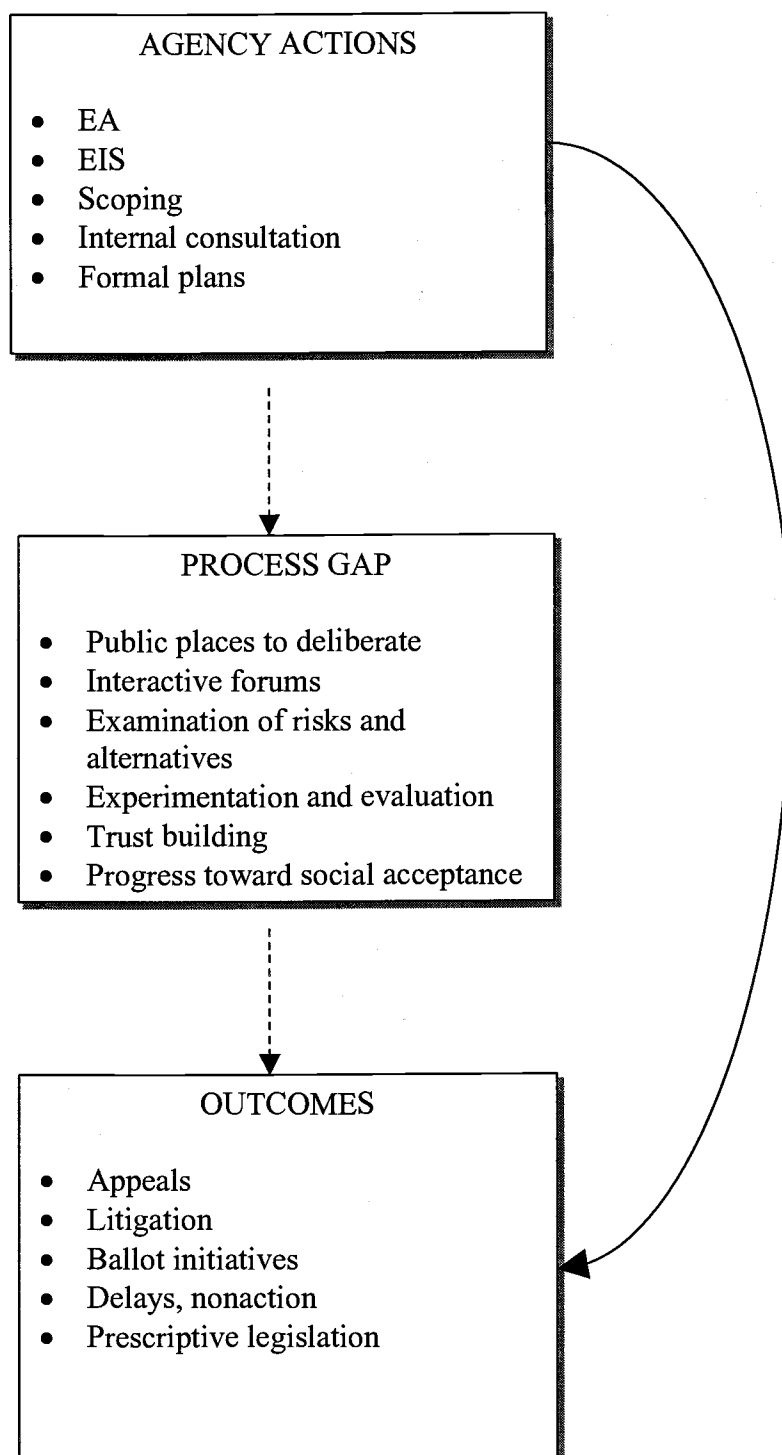 AGENCY ACTIONS
• EA
• EIS
• Scoping
• Internal consultation
• Formal plans
PROCESS GAP
• Public places to deliberate
• Interactive forums
• Examination of risks and
alternatives
• Experimentation and evaluation
• Trust building
• Progress toward social acceptance
OUTCOMES
• Appeals
• Litigation
• Ballot initiatives
• Delays, nonaction
• Prescriptive legislation